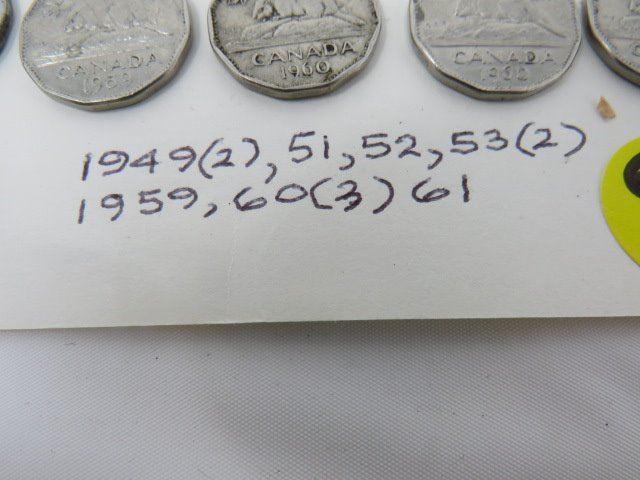 CANADA
CANADA
CANADA
1960
1949(2), 51, 52, 53(2)
1959, 60(3) 61